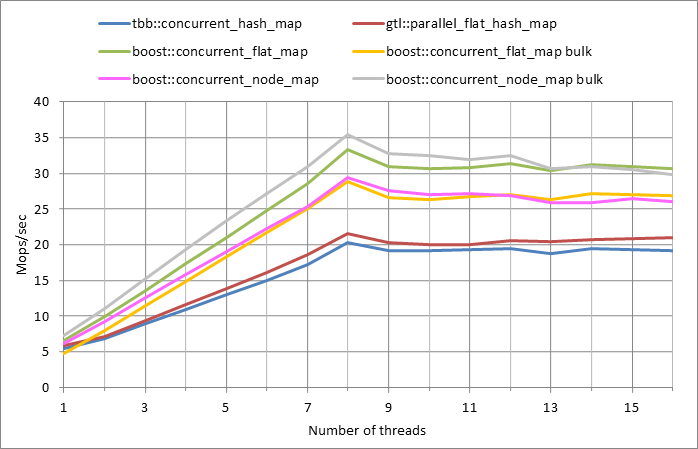 tbb::concurrent_hash_map gtl::parallel_flat_hash_map
boost::concurrent_flat_map boost::concurrent_flat_map bulk
boost::concurrent_node_map boost::concurrent_node_map bulk
40
35
30
25
20
15
10
5
0
Mops/sec
1 3 5 7 9 11 13 15
Number of threads